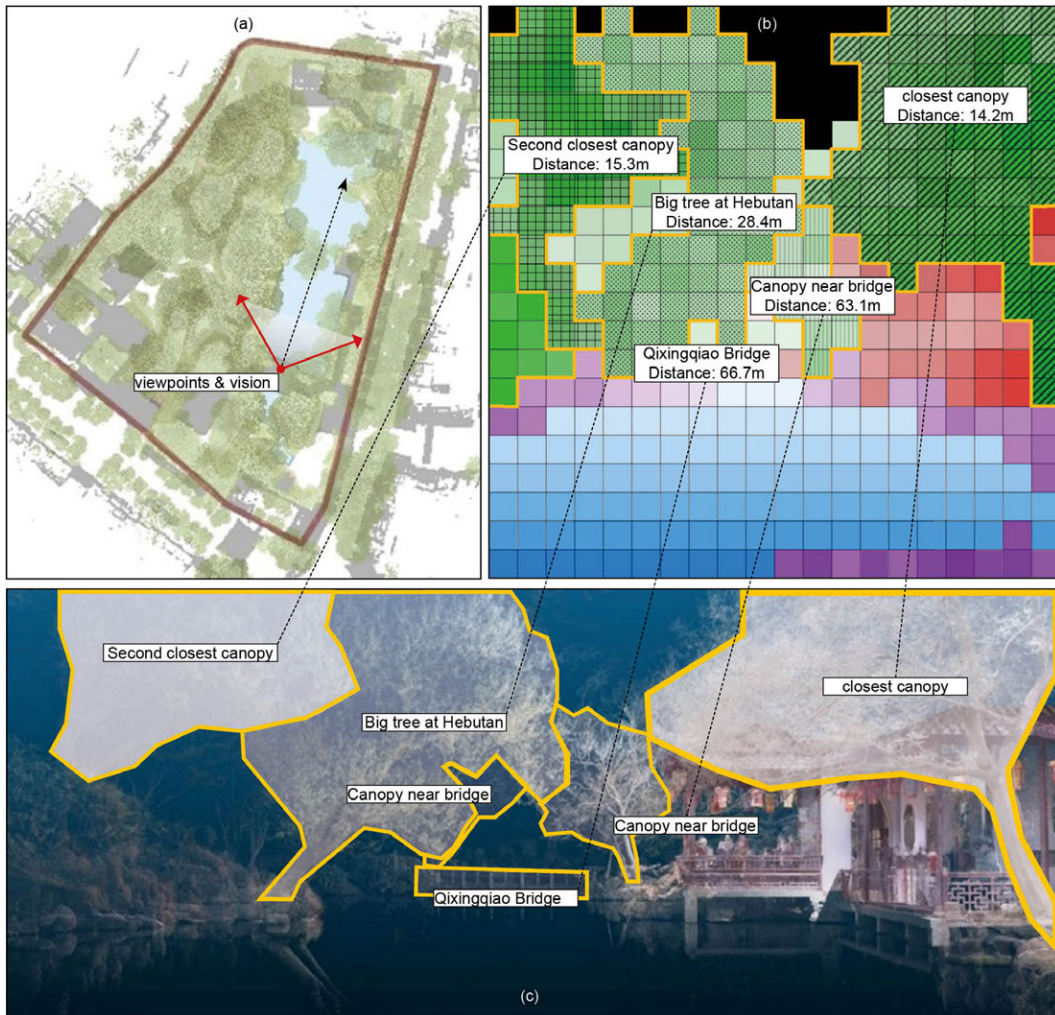 (a)
viewpoints & vision
(b)
closest canopy
Distance: 14.2m
Second closest canopy
Distance: 15.3m
Big tree at Hebutan
Distance: 28.4m
Canopy near bridge
Distance: 63.1m
Qixingqiao Bridge
Distance: 66.7m
Second closest canopy
closest canopy
Big tree at Hebutan
Canopy near bridge
Canopy near bridge
Qixingqiao Bridge
(c)